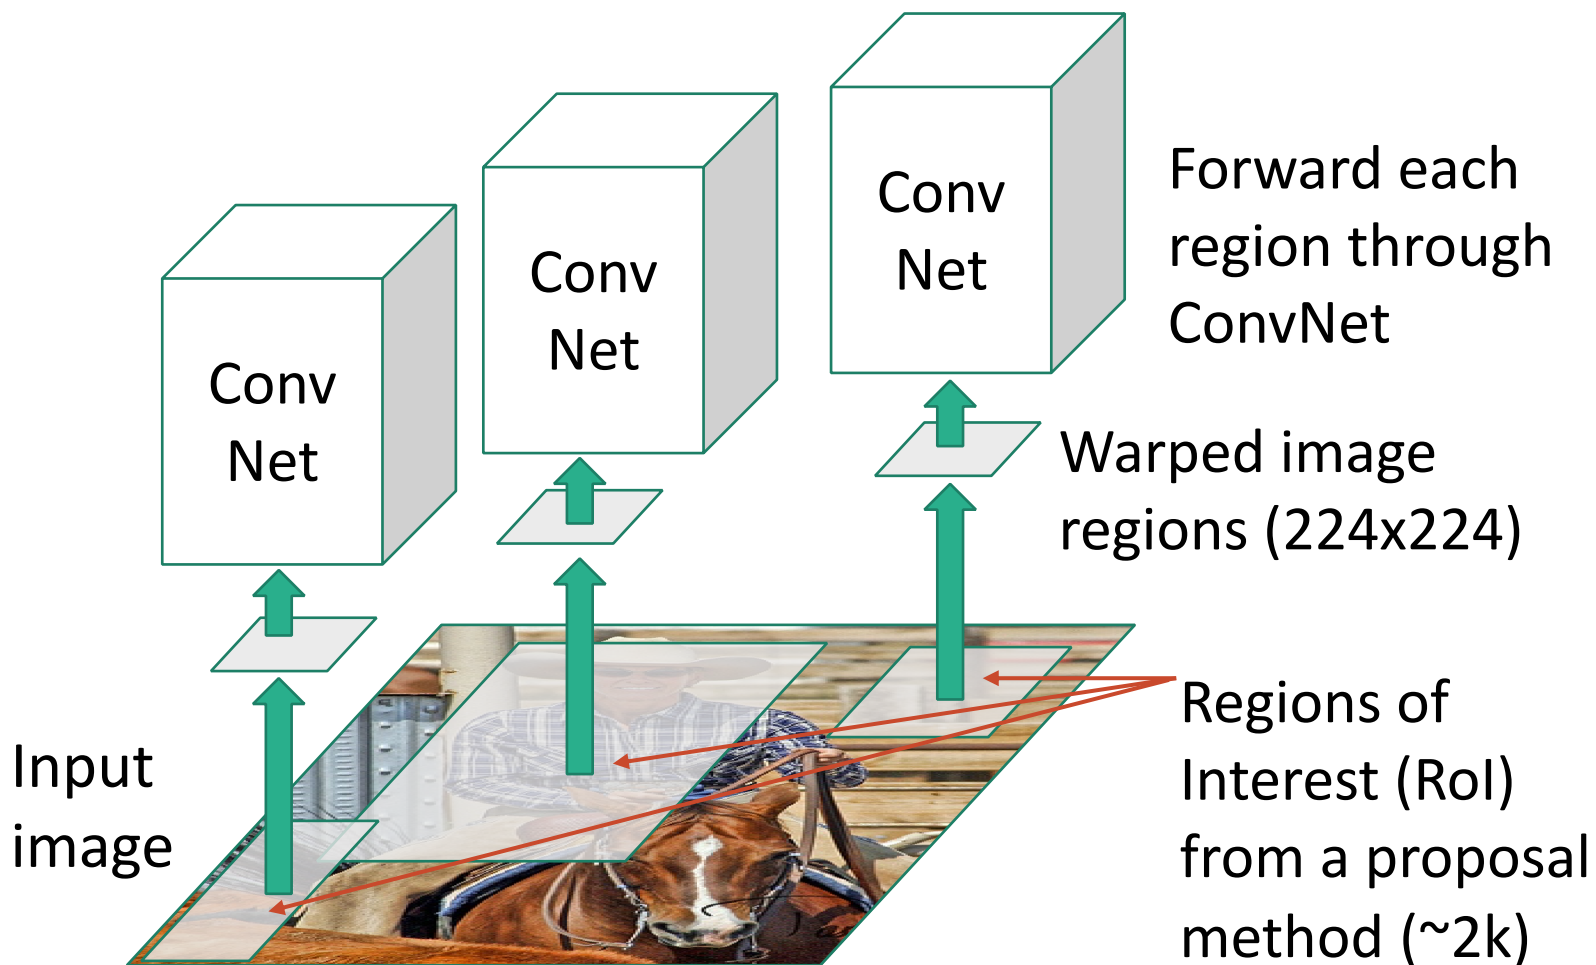 Conv
Net
Conv
Net
Conv
Net
Forward each
region through
ConvNet
Warped image
regions (224x224)
Input
image
Regions of
Interest (RoI)
from a proposal
method (~2k)